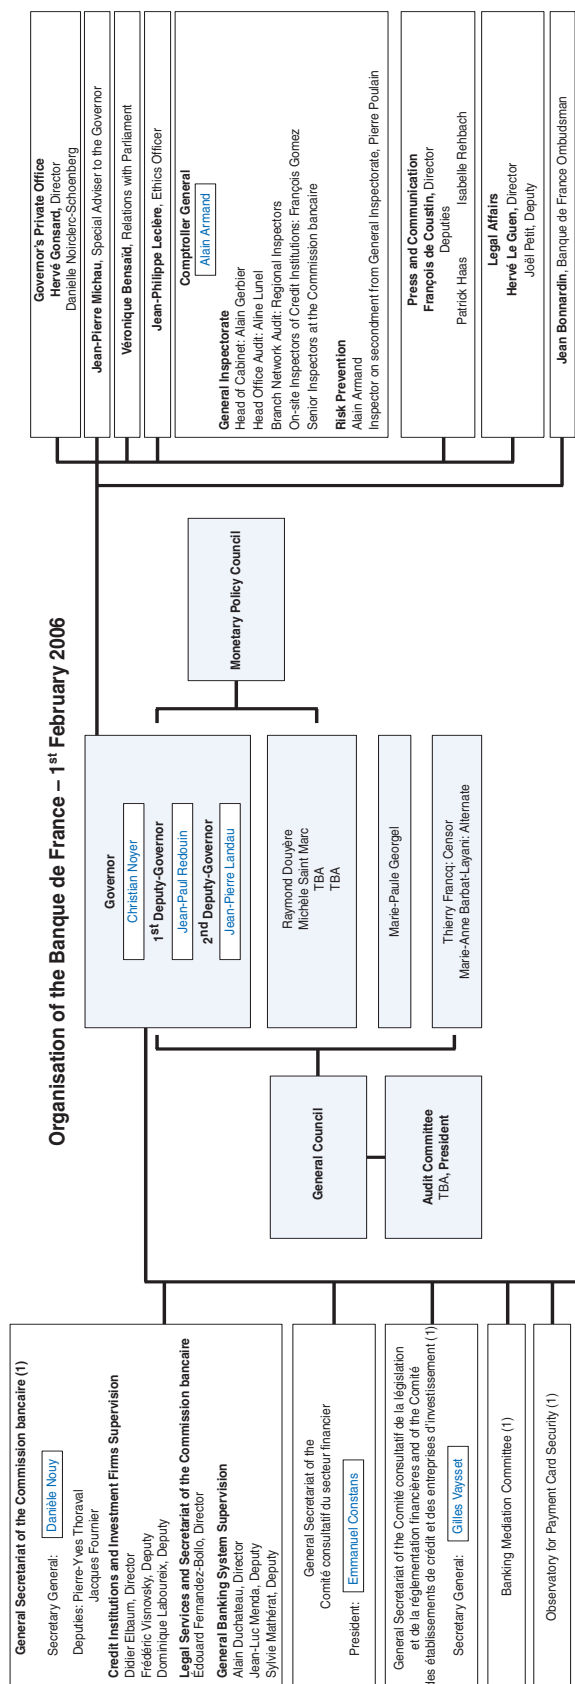 Organisation of the Banque de France – 1st February 2006
General Secretariat of the Commission bancaire (1)
Secretary General: Danièle Nouy
Deputies: Pierre-Yves Thoraval
Jacques Fournier
Credit Institutions and Investment Firms Supervision
Didier Elbaum, Director
Frédéric Visnovsky, Deputy
Dominique Laboureix, Deputy
Legal Services and Secretariat of the Commission bancaire
Édouard Fernandez-Bollo, Director
General Banking System Supervision
Alain Duchateau, Director
Jean-Luc Menda, Deputy
Sylvie Mathérat, Deputy
General Secretariat of the
Comité consultatif du secteur financier
President: Emmanuel Constans
General Secretariat of the Comité consultatif de la législation
et de la réglementation financières and of the Comité
des établissements de crédit et des entreprises d'investissement (1)
Secretary General: Gilles Vaysset
Banking Mediation Committee (1)
Observatory for Payment Card Security (1)
General Council
Audit Committee
TBA, President
Governor
Christian Noyer
1st Deputy-Governor
Jean-Paul Redouin
2nd Deputy-Governor
Jean-Pierre Landau
Raymond Douyère
Michèle Saint Marc
TBA
TBA
Marie-Paule Georgel
Thierry Francq: Censor
Marie-Anne Barbat-Layani: Alternate
Monetary Policy Council
Governor's Private Office
Hervé Gonsard, Director
Danielle Noirclerc-Schoenberg
Jean-Pierre Michau, Special Adviser to the Governor
Véronique Bensaïd, Relations with Parliament
Jean-Philippe Leclère, Ethics Officer
Comptroller General
Alain Armand
General Inspectorate
Head of Cabinet: Alain Gerbier
Head Office Audit: Aline Lunel
Branch Network Audit: Regional Inspectors
On-site Inspectors of Credit Institutions: François Gomez
Senior Inspectors at the Commission bancaire
Risk Prevention
Alain Armand
Inspector on secondment from General Inspectorate, Pierre Poulain
Press and Communication
François de Coustin, Director
Deputies
Patrick Haas Isabelle Rehbach
Legal Affairs
Hervé Le Guen, Director
Joël Petit, Deputy
Jean Bonnardin, Banque de France Ombudsman